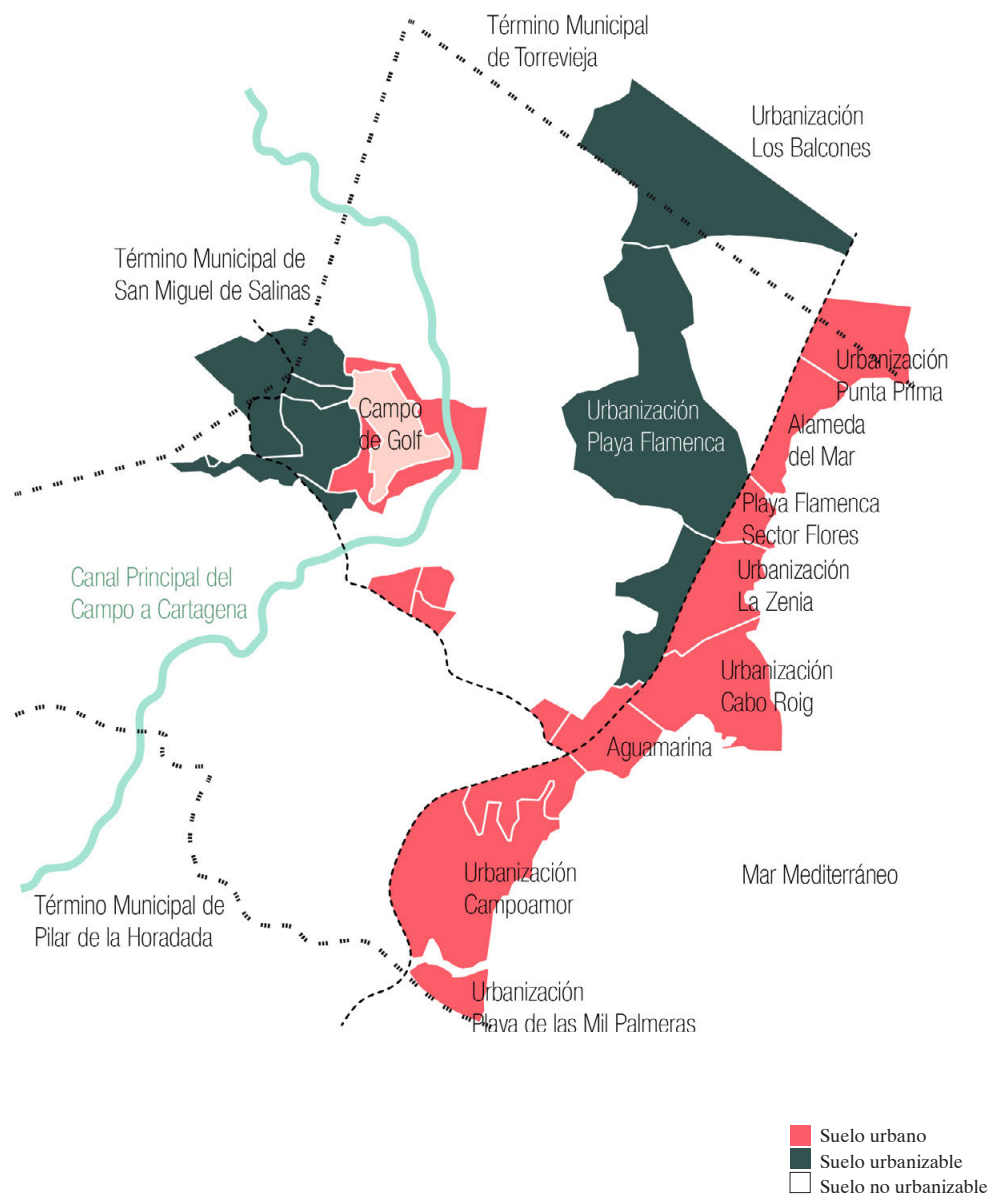 Término Municipal
de Torrevieja
Urbanización
Los Balcones
Término Municipal de
San Miguel de Salinas
Urbanización
Punta Prima
Campo
de Golf
Urbanización
Playa Flamenca
Alameda
del Mar
Playa Flamenca
Sector Flores
Canal Principal del
Campo a Cartagena
Urbanización
La Zenia
Urbanización
Cabo Roig
Aguamarina
Urbanización
Campoamor
Mar Mediterráneo
Término Municipal de
Pilar de la Horadada
Urbanización
Playa de las Mil Palmeras
Suelo urbano
Suelo urbanizable
Suelo no urbanizable